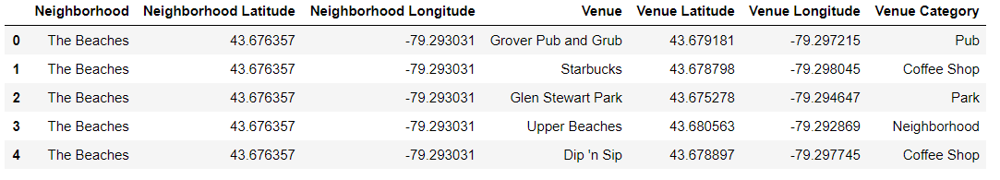 Neighborhood Neighborhood Latitude Neighborhood Longitude Venue Venue Latitude Venue Longitude Venue Category
0 The Beaches 43.676357 -79.293031 Grover Pub and Grub 43.679181 -79.297215 Pub
1 The Beaches 43.676357 -79.293031 Starbucks 43.678798 -79.298045 Coffee Shop
2 The Beaches 43.676357 -79.293031 Glen Stewart Park 43.675278 -79.294647 Park
3 The Beaches 43.676357 -79.293031 Upper Beaches 43.680563 -79.292869 Neighborhood
4 The Beaches 43.676357 -79.293031 Dip 'n Sip 43.678897 -79.297745 Coffee Shop